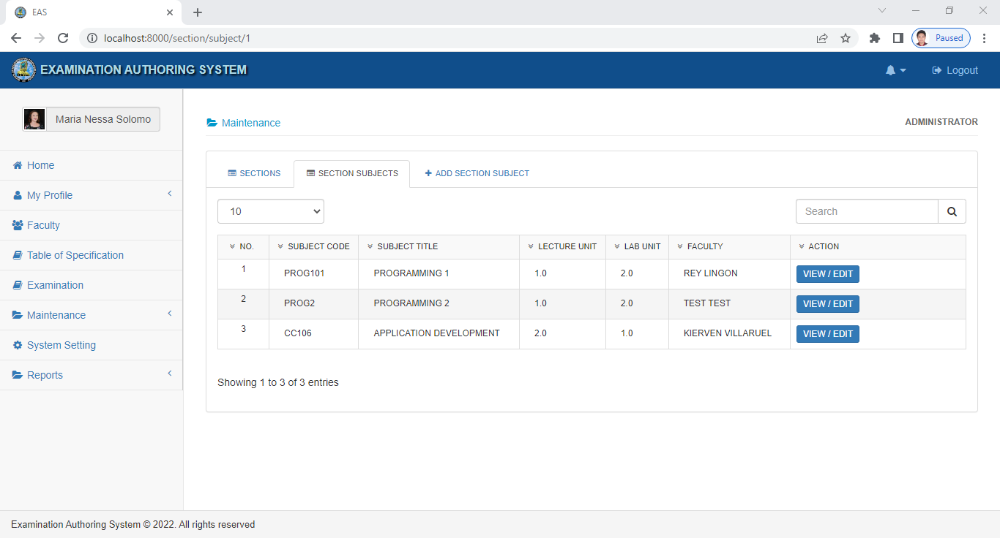 EAS
localhost:8000/section/subject/1
Paused
EXAMINATION AUTHORING SYSTEM
Logout
Maria Nessa Solomo
Home
My Profile
Faculty
Table of Specification
Examination
Maintenance
System Setting
Reports
Maintenance
ADMINISTRATOR
SECTIONS
SECTION SUBJECTS
ADD SECTION SUBJECT
10
Search
NO. SUBJECT CODE SUBJECT TITLE LECTURE UNIT LAB UNIT FACULTY ACTION
1 PROG101 PROGRAMMING 1 1.0 2.0 REY LINGON VIEW / EDIT
2 PROG2 PROGRAMMING 2 1.0 2.0 TEST TEST VIEW / EDIT
3 CC106 APPLICATION DEVELOPMENT 2.0 1.0 KIERVEN VILLARUEL VIEW / EDIT
Showing 1 to 3 of 3 entries
Examination Authoring System © 2022. All rights reserved